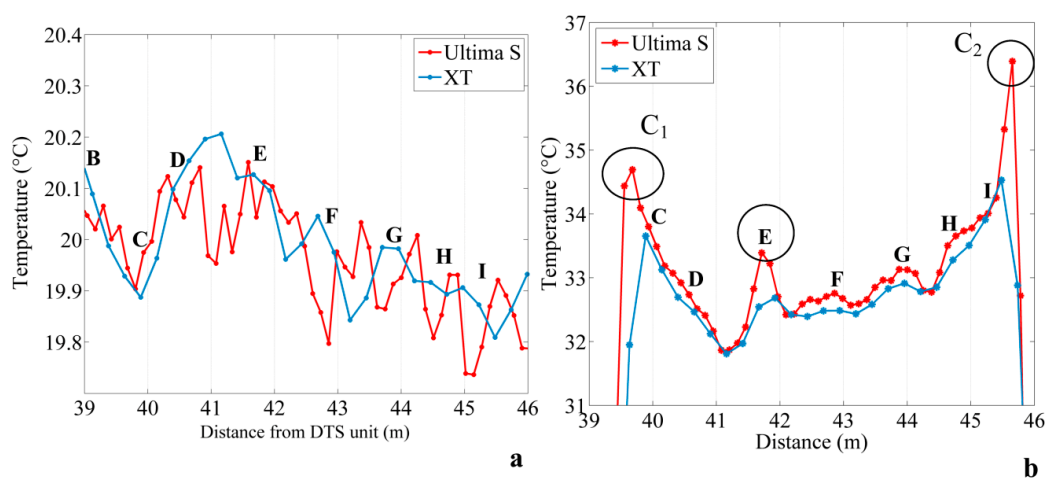 20.4
20.3
20.2
20.1
20
19.9
19.8
Temperature (°C)
Ultima S
XT
B
C
D
E
F
G
H
I
39 40 41 42 43 44 45 46
Distance from DTS unit (m)
a
37
36
35
34
33
32
31
Temperature (°C)
Ultima S
XT
C1
C2
C
D
E
F
G
H
I
40 41 42 43 44 45 46
39
Distance (m)
b